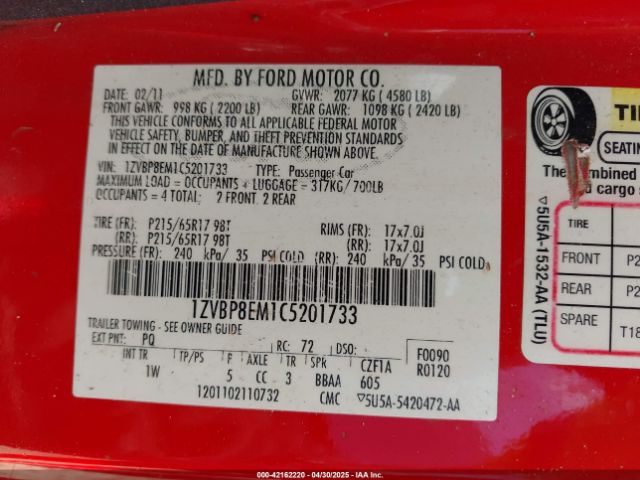 MFD. BY FORD MOTOR CO.
DATE: 02/11 GVWR: 2077 KG ( 4580 LB)
FRONT GAWR: 998 KG ( 2200 LB) REAR GAWR: 1098 KG ( 2420 LB)
THIS VEHICLE CONFORMS TO ALL APPLICABLE FEDERAL MOTOR
VEHICLE SAFETY, BUMPER, AND THEFT PREVENTION STANDARDS
IN EFFECT ON THE DATE OF MANUFACTURE SHOWN ABOVE.
VIN: 1ZVBP8EM1C5201733 TYPE: Passenger Car
MAXIMUM LOAD = OCCUPANTS + LUGGAGE = 317KG/700LB
OCCUPANTS = 4 TOTAL; 2 FRONT, 2 REAR
TIRE (FR): P215/65R17 98T RIMS (FR): 17x7.0J
(RR): P215/65R17 98T (RR): 17x7.0J
PRESSURE (FR): 240 kPa/ 35 PSI COLD (RR): 240 kPa/ 35 PSI COLD
1ZVBP8EM1C5201733
TRAILER TOWING - SEE OWNER GUIDE
EXT PNT: PQ RC: 72 DSO: F0090
INT TR TP/PS F AXLE TR SPR CZF1A R0120
1W 5 CC 3 BBAA 605
1201102110732 CMC ▽5U5A-5420472-AA
TI
SEATIN
The combined
d cargo
TIRE
FRONT P2
REAR P2
SPARE T18
▽5U5A-1532-AA (TLU)
000-42162220 - 04/30/2025 - IAAI. Inc.